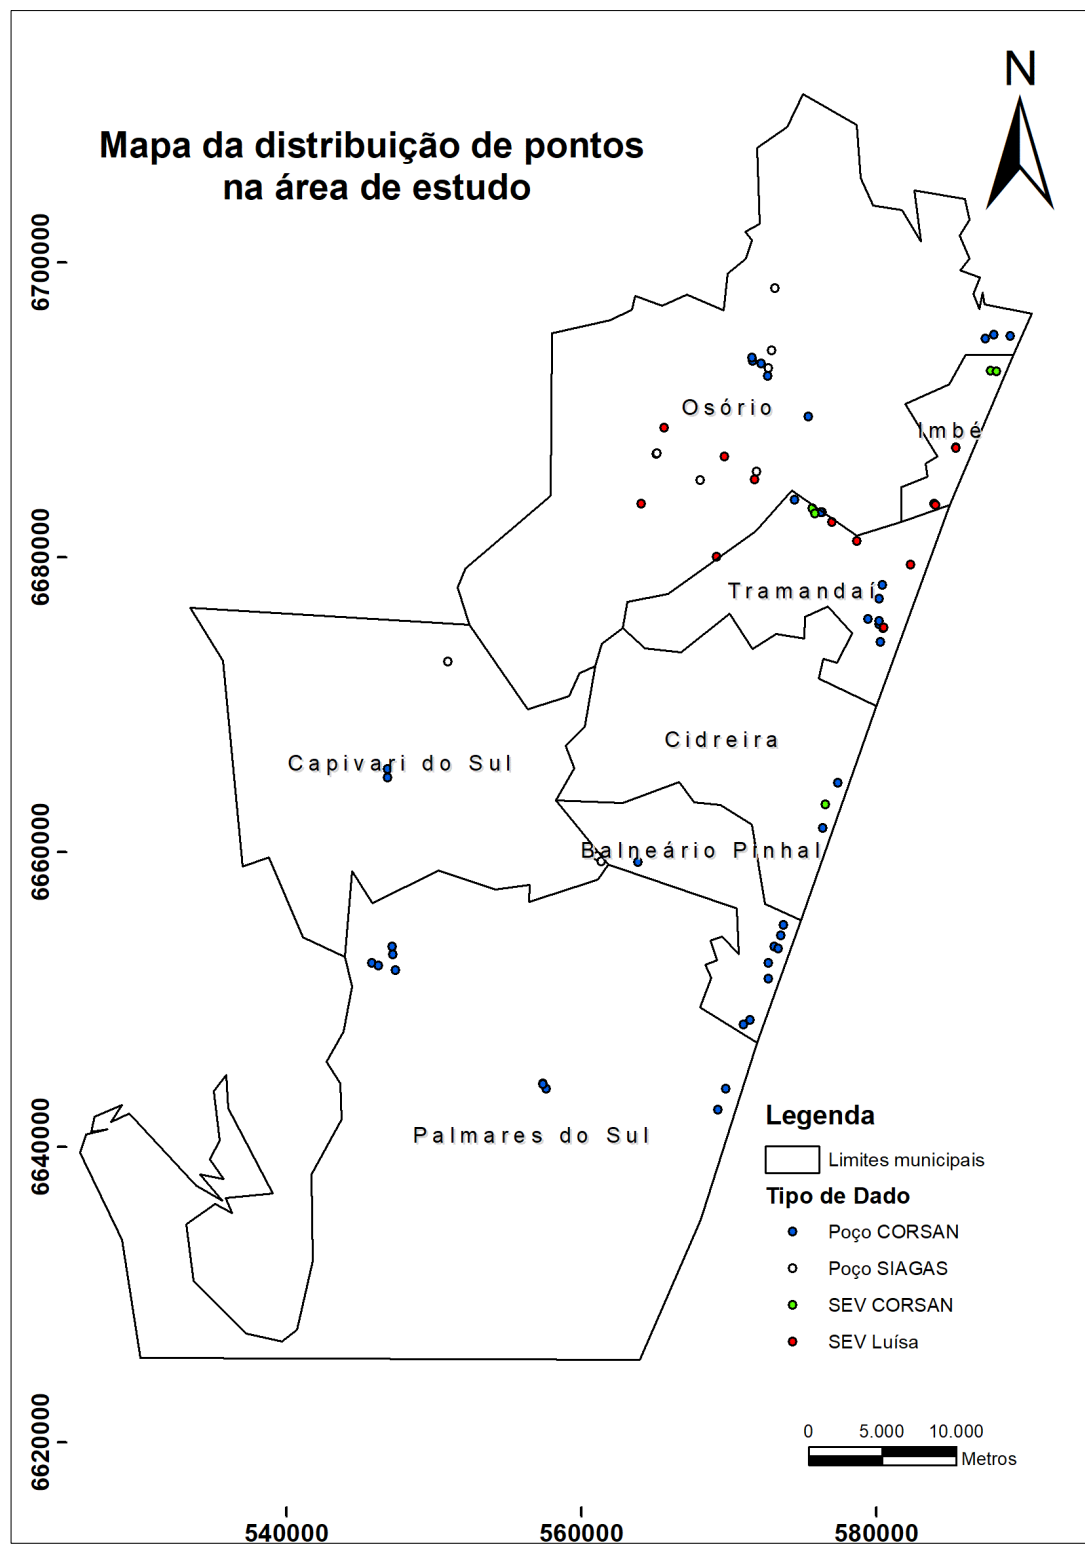 N
Mapa da distribuição de pontos
na área de estudo
6700000
Osório
Imbé
6680000
Tramandaí
Cidreira
Capivari do Sul
6660000
Balneário Pinhal
6640000
Palmares do Sul
Legenda
Limites municipais
Tipo de Dado
Poço CORSAN
Poço SIAGAS
SEV CORSAN
SEV Luísa
6620000
0 5.000 10.000
Metros
540000 560000 580000